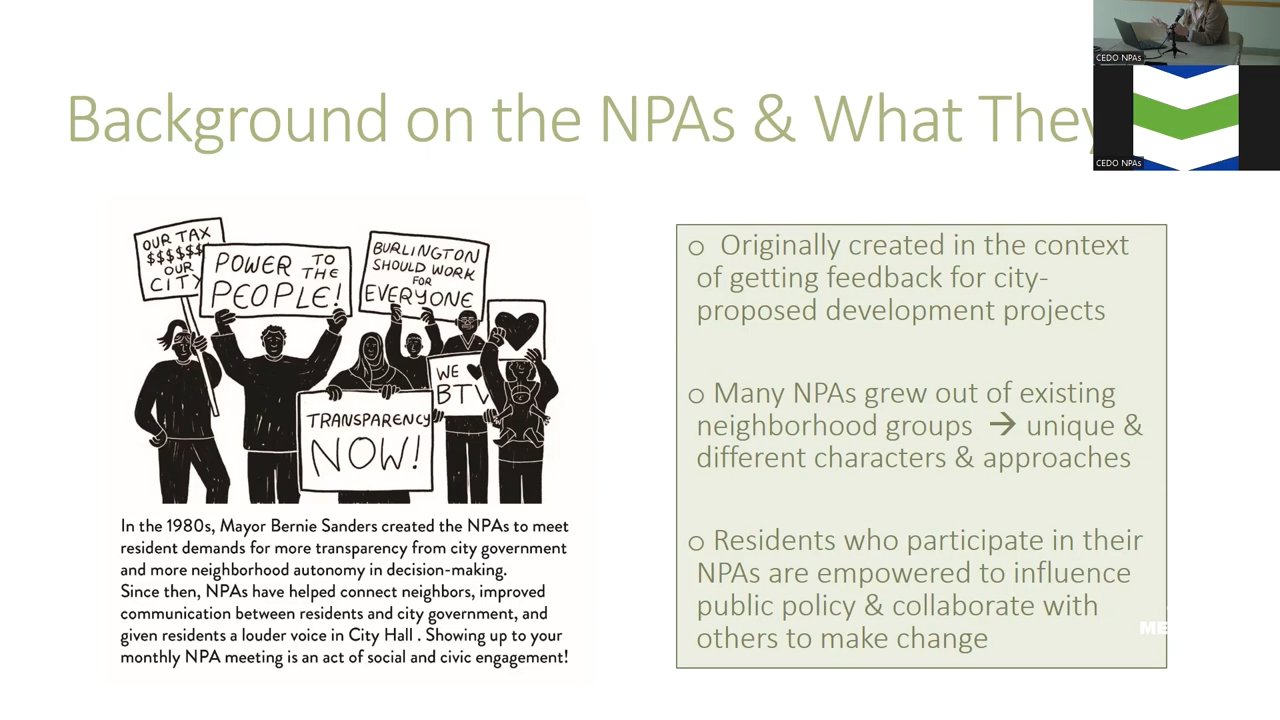 Background on the NPAs & What They
CEDO NPAs
CEDO NPAs
OUR TAX
$$$$$$
OUR
CITY
POWER TO
THE
PEOPLE!
BURLINGTON
SHOULD WORK
FOR
EVERYONE
WE
BTV
TRANSPARENCY
NOW!
In the 1980s, Mayor Bernie Sanders created the NPAs to meet
resident demands for more transparency from city government
and more neighborhood autonomy in decision-making.
Since then, NPAs have helped connect neighbors, improved
communication between residents and city government, and
given residents a louder voice in City Hall . Showing up to your
monthly NPA meeting is an act of social and civic engagement!
o Originally created in the context
of getting feedback for city-
proposed development projects
o Many NPAs grew out of existing
neighborhood groups → unique &
different characters & approaches
o Residents who participate in their
NPAs are empowered to influence
public policy & collaborate with
others to make change